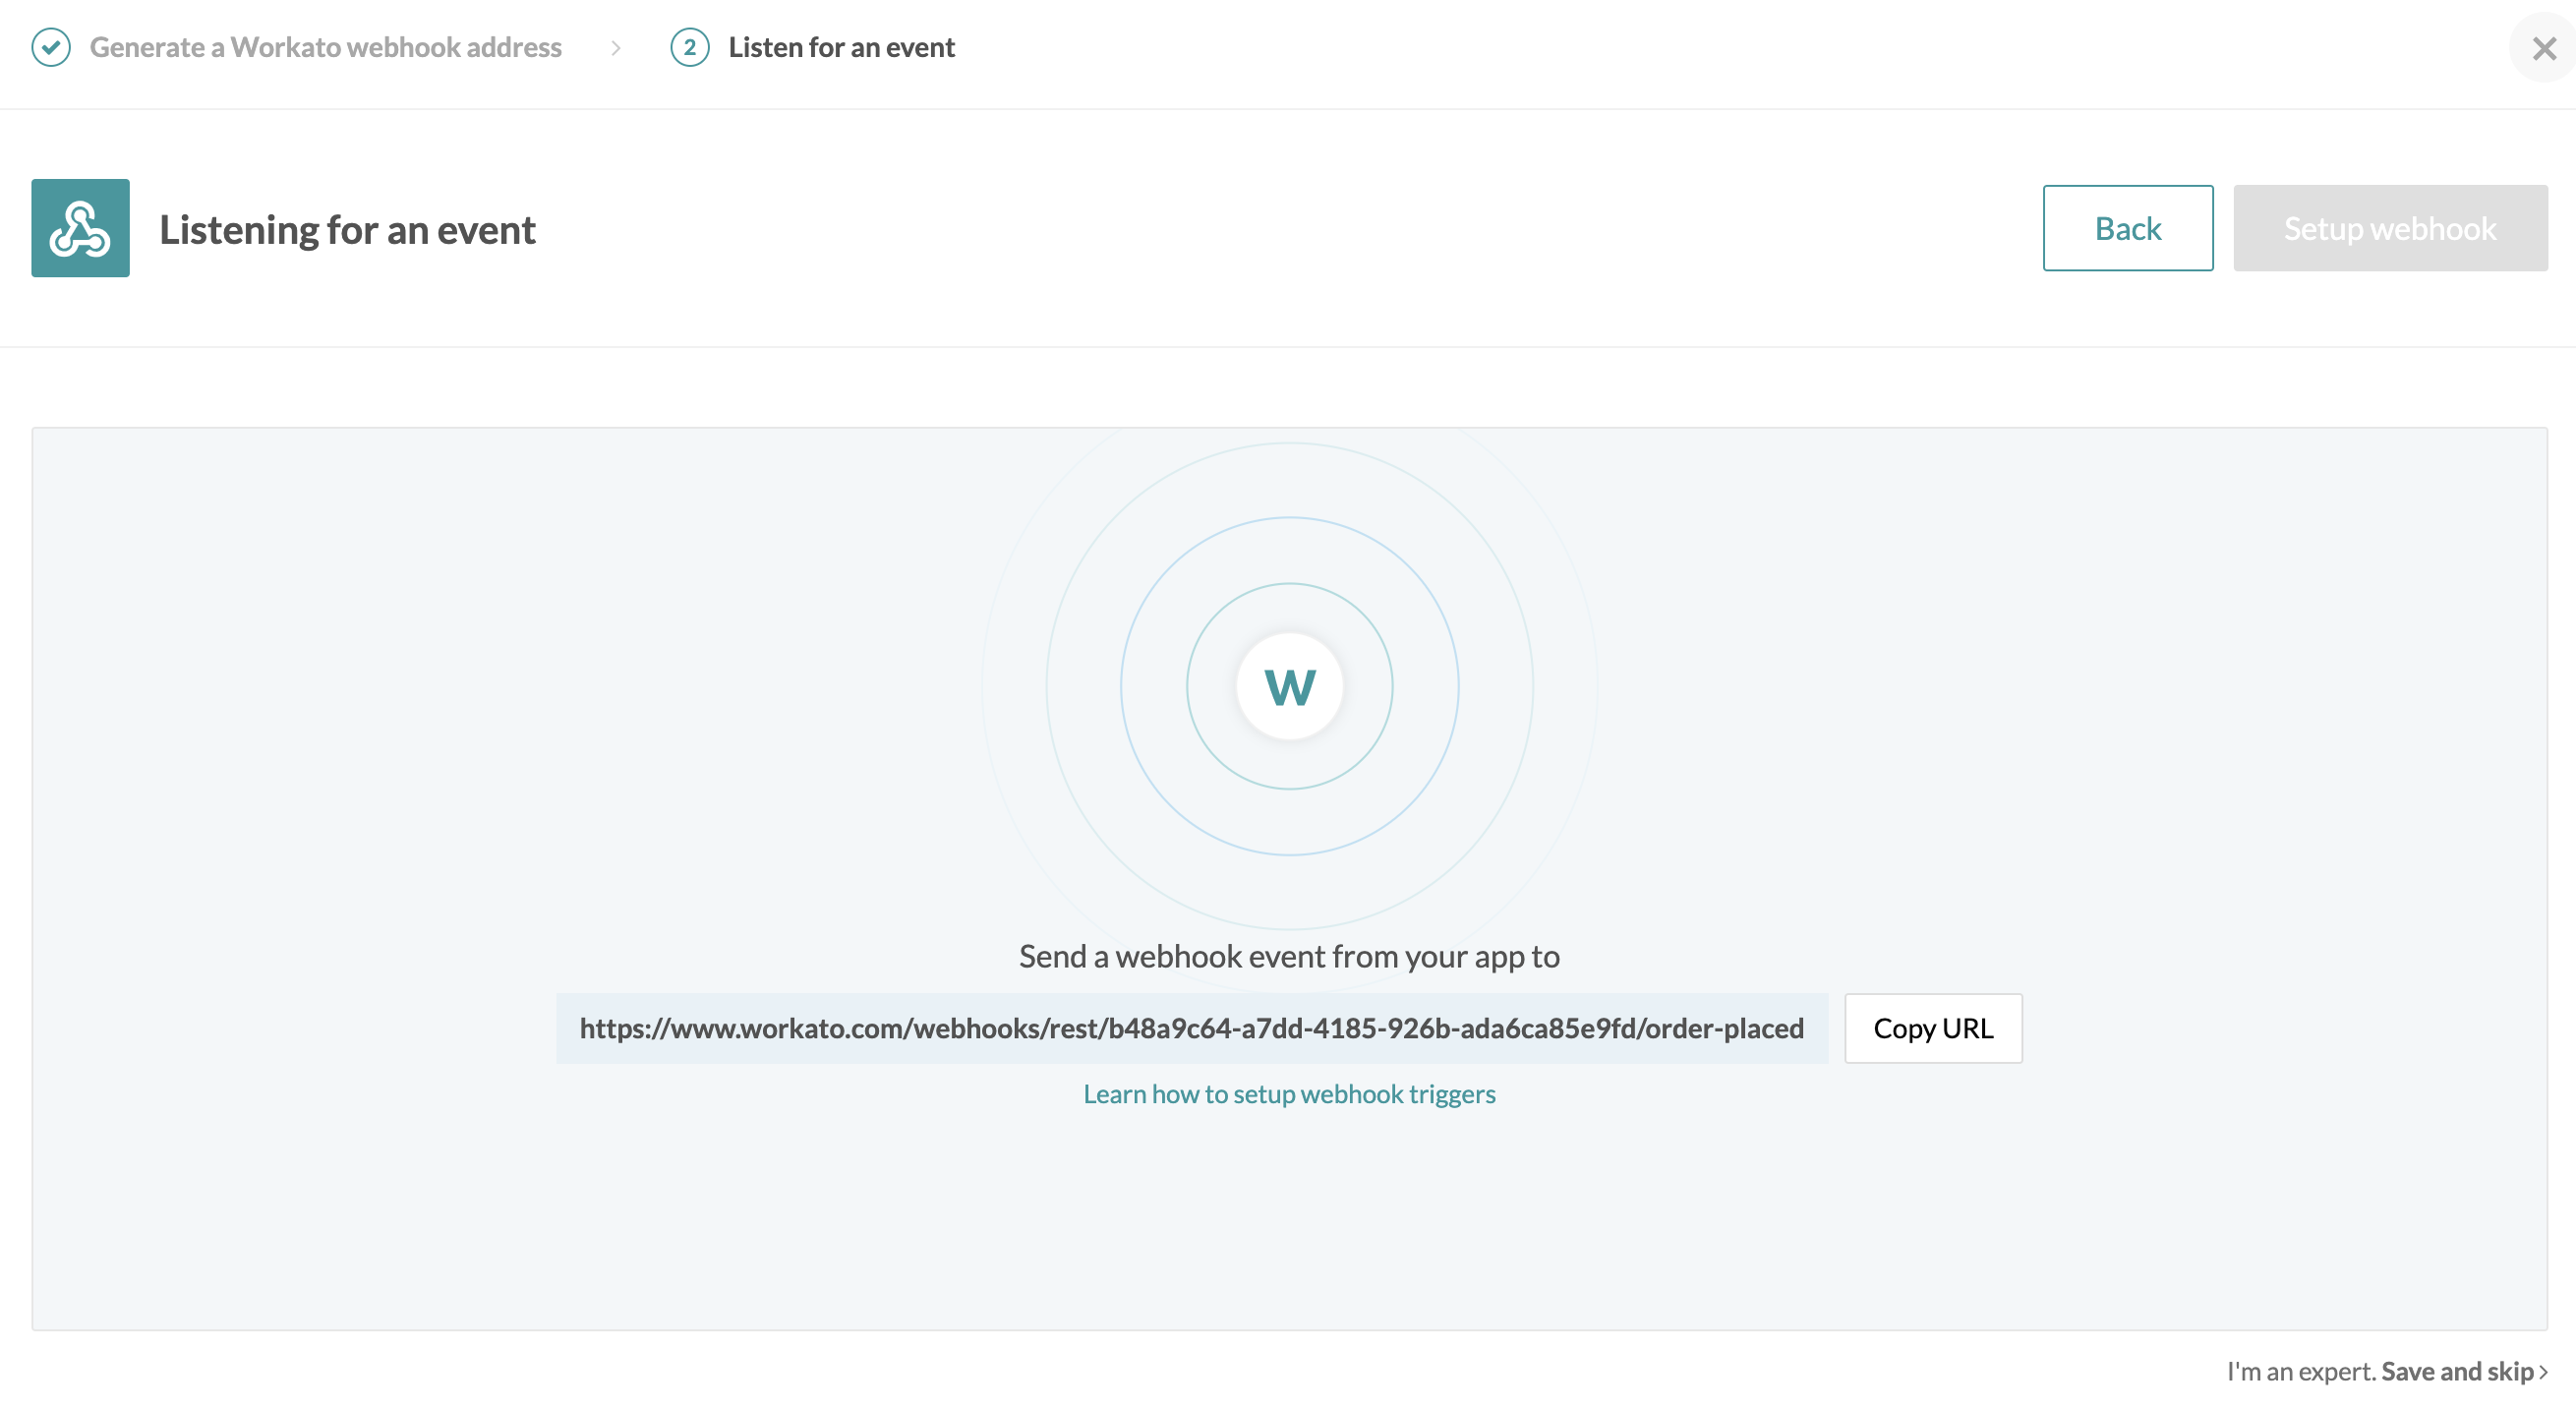 Generate a Workato webhook address
2 Listen for an event
Listening for an event
Back
Setup webhook
W
Send a webhook event from your app to
https://www.workato.com/webhooks/rest/b48a9c64-a7dd-4185-926b-ada6ca85e9fd/order-placed
Copy URL
Learn how to setup webhook triggers
I'm an expert. Save and skip